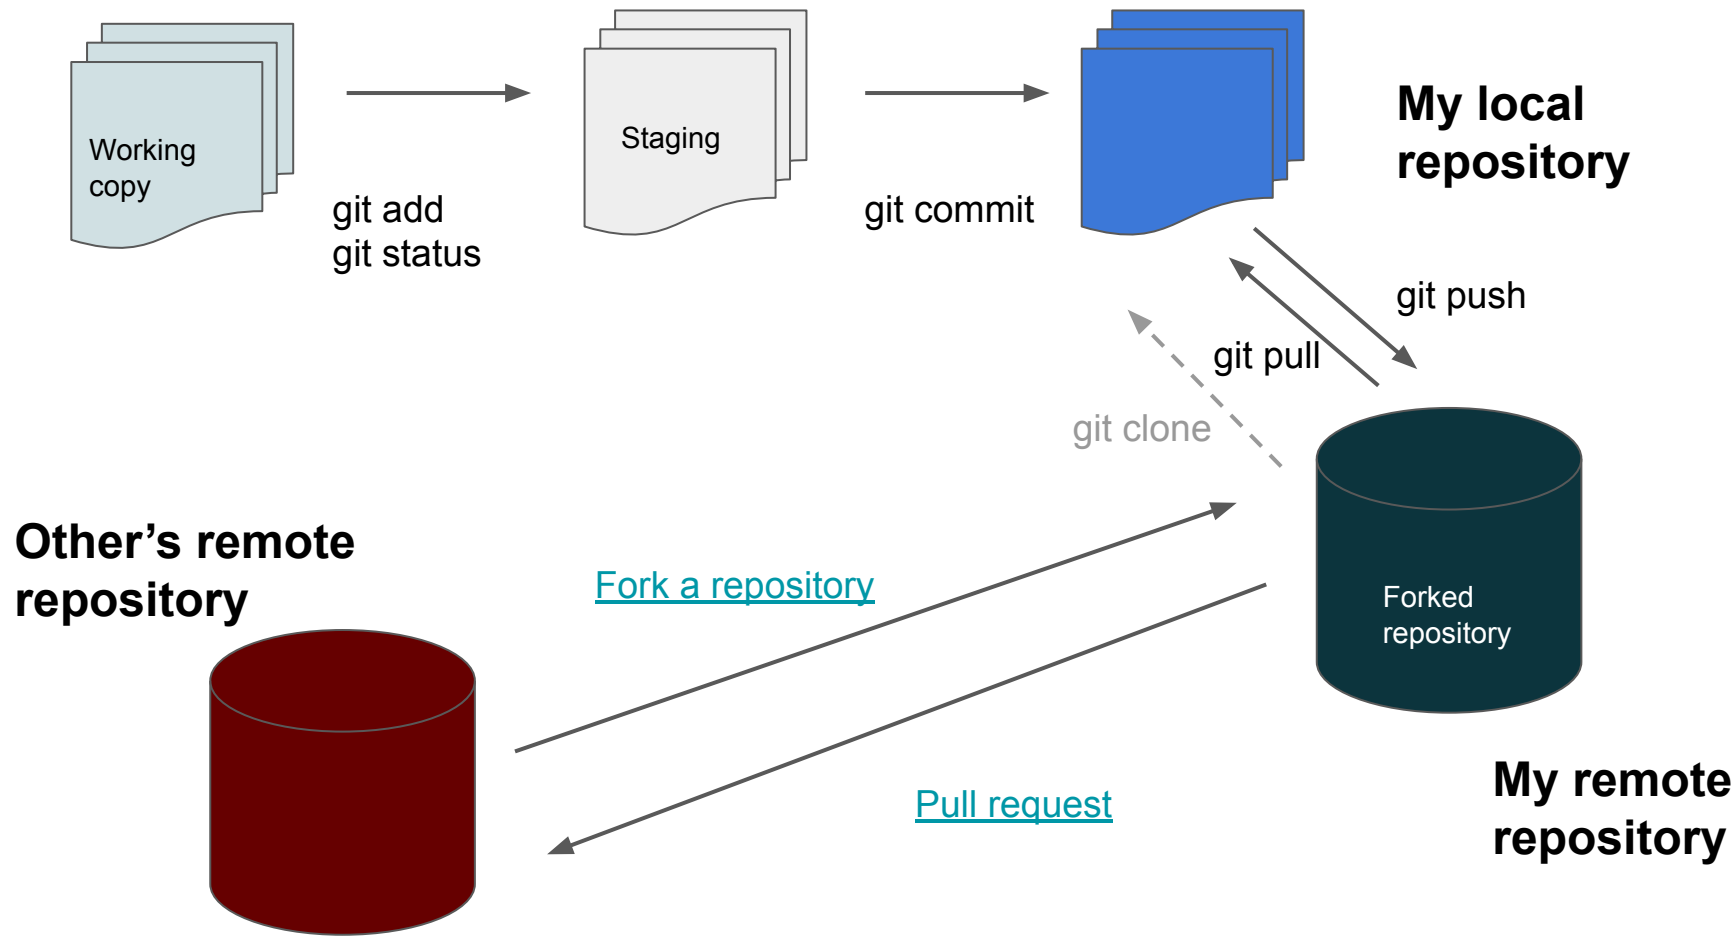 Working
copy
git add
git status
Staging
git commit
My local
repository
git push
git pull
git clone
Other’s remote
repository
Fork a repository
Forked
repository
Pull request
My remote
repository